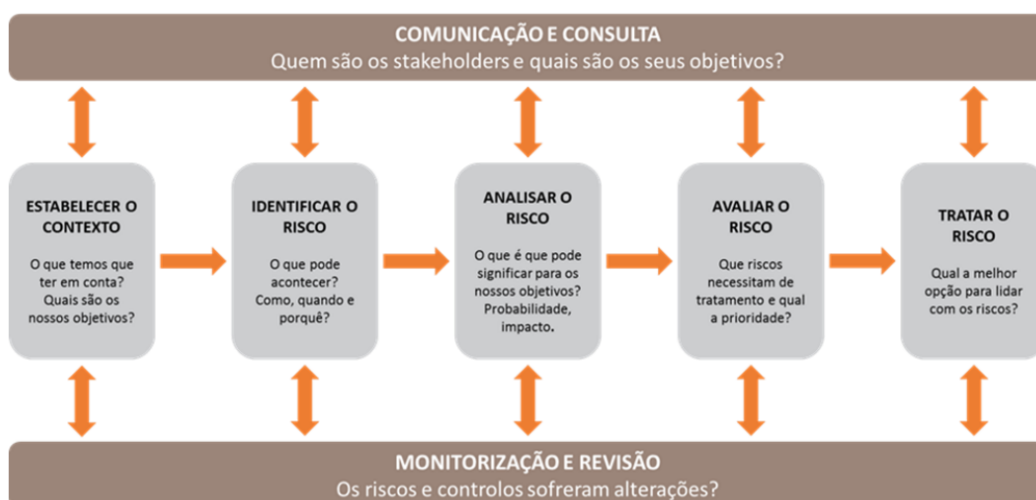 COMUNICAÇÃO E CONSULTA
Quem são os stakeholders e quais são os seus objetivos?
ESTABELECER O
CONTEXTO
O que temos que
ter em conta?
Quais são os
nossos objetivos?
IDENTIFICAR O
RISCO
O que pode
acontecer?
Como, quando e
porquê?
ANALISAR O
RISCO
O que é que pode
significar para os
nossos objetivos?
Probabilidade,
impacto.
AVALIAR O
RISCO
Que riscos
necessitam de
tratamento e qual
a prioridade?
TRATAR O
RISCO
Qual a melhor
opção para lidar
com os riscos?
MONITORIZAÇÃO E REVISÃO
Os riscos e controlos sofreram alterações?